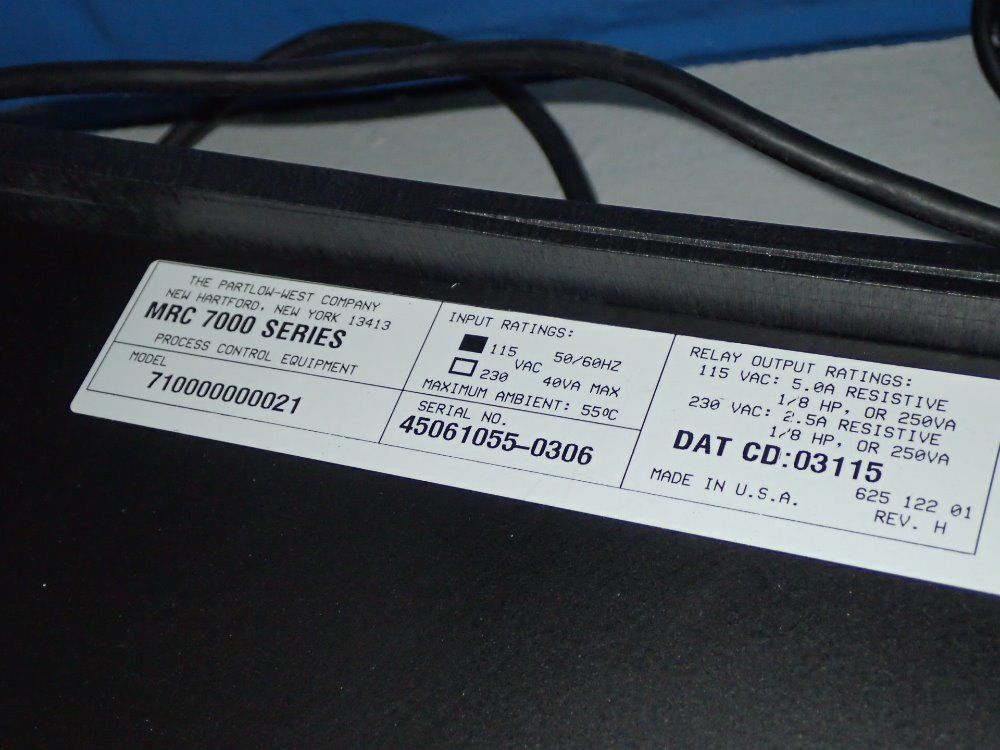 THE PARTLOW-WEST COMPANY
NEW HARTFORD, NEW YORK 13413
MRC 7000 SERIES
PROCESS CONTROL EQUIPMENT
MODEL
710000000021
INPUT RATINGS:
115
VAC
50/60HZ
230
40VA MAX
MAXIMUM AMBIENT: 550C
SERIAL NO.
45061055-0306
RELAY OUTPUT RATINGS:
115 VAC: 5.0A RESISTIVE
1/8 HP, OR 250VA
230 VAC: 2.5A RESISTIVE
1/8 HP, OR 250VA
DAT CD:03115
MADE IN U.S.A.
625 122 01
REV. H